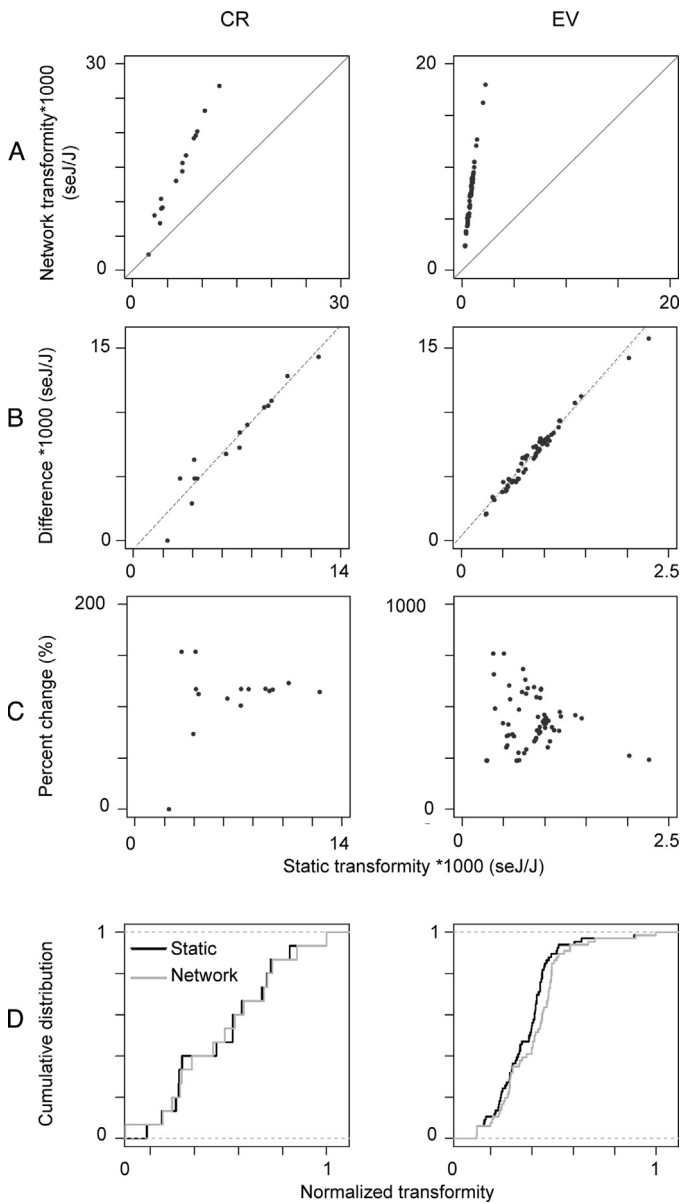 CR EV
A
Network transformity*1000
(seJ/J)
30
0
0 30
20
0
0 20
B
Difference *1000 (seJ/J)
15
0
0 14
15
0
0 2.5
C
Percent change (%)
200
0
0 14
1000
0
0 2.5
Static transformity *1000 (seJ/J)
D
Cumulative distribution
1
0
Static
Network
0 1
1
0
0 1
Normalized transformity